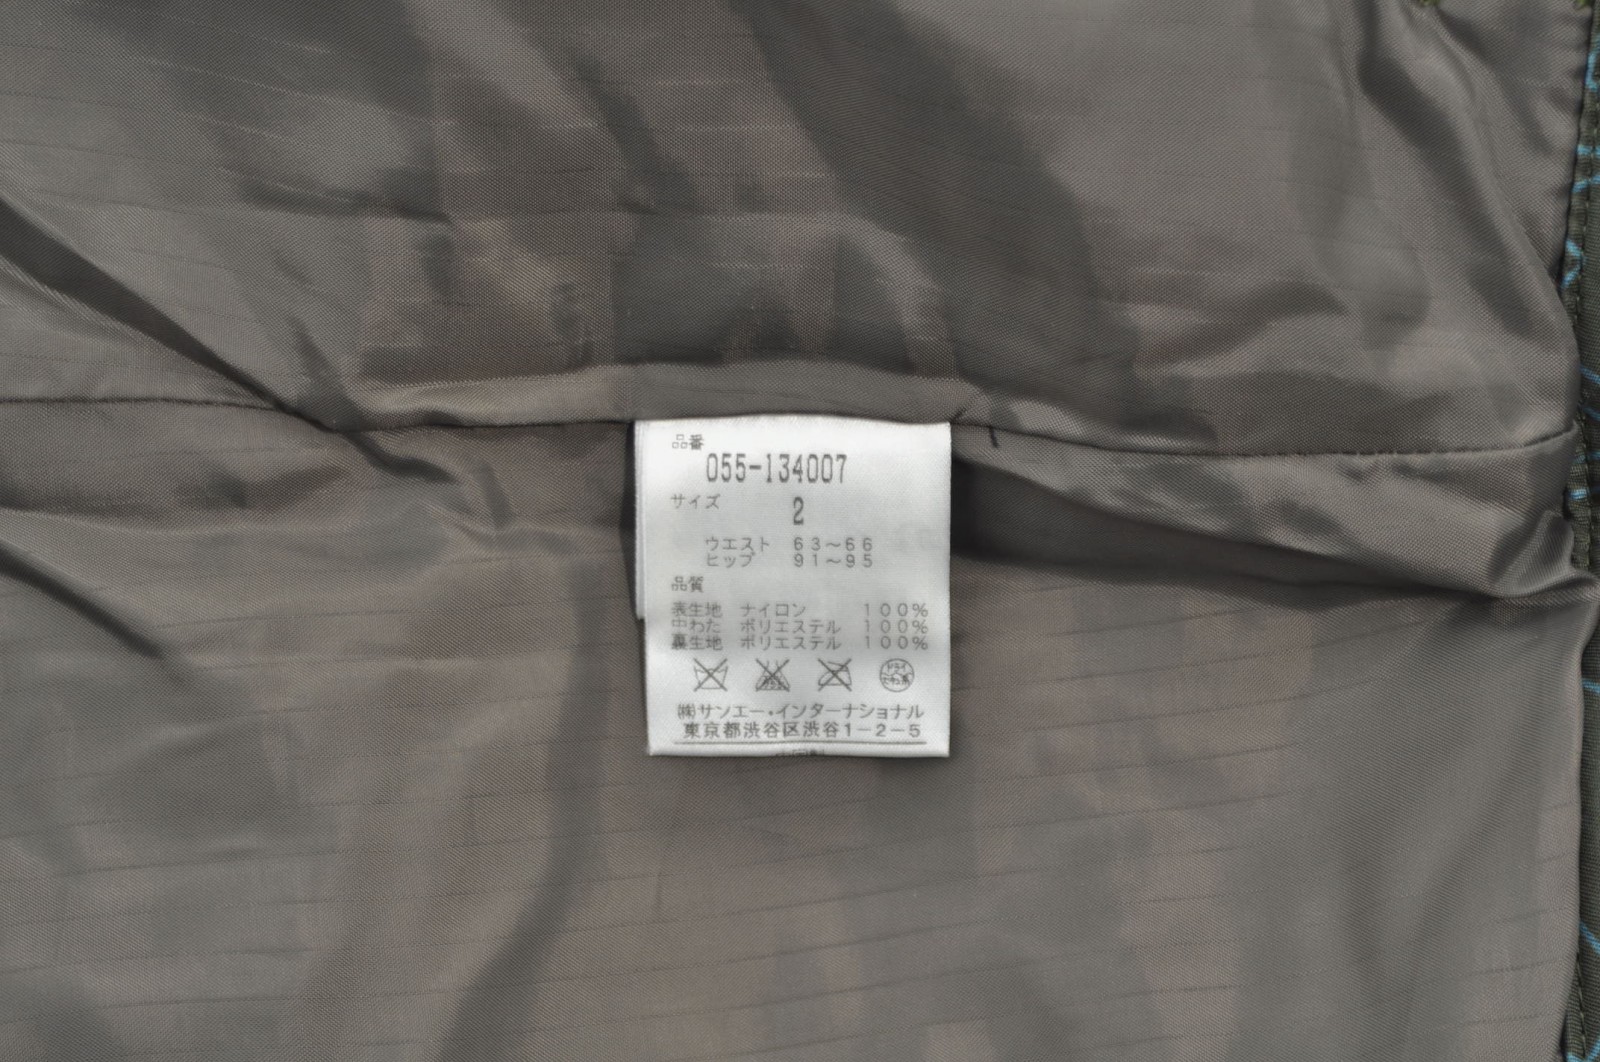 品番
055-134007
サイズ
2
ウエスト 63～66
ヒップ 91～95
品質
表生地 ナイロン 100%
中わた ポリエステル 100%
裏生地 ポリエステル 100%
ドライ
㈱サンエー・インターナショナル
東京都渋谷区渋谷1-2-5